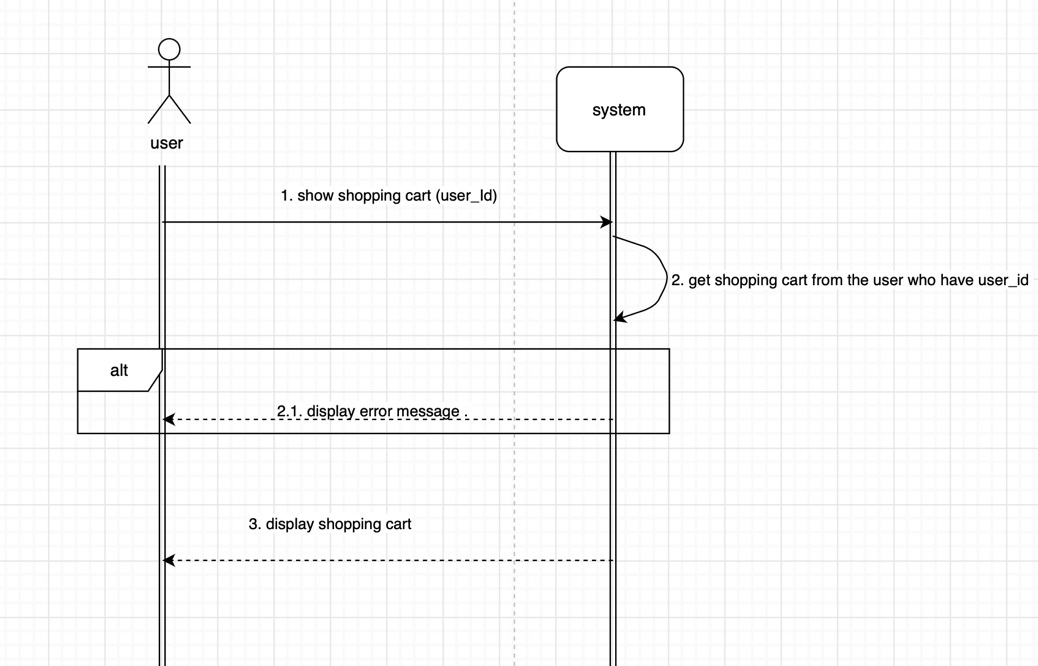 user
system
1. show shopping cart (user_Id)
2. get shopping cart from the user who have user_id
alt
2.1. display error message .
3. display shopping cart